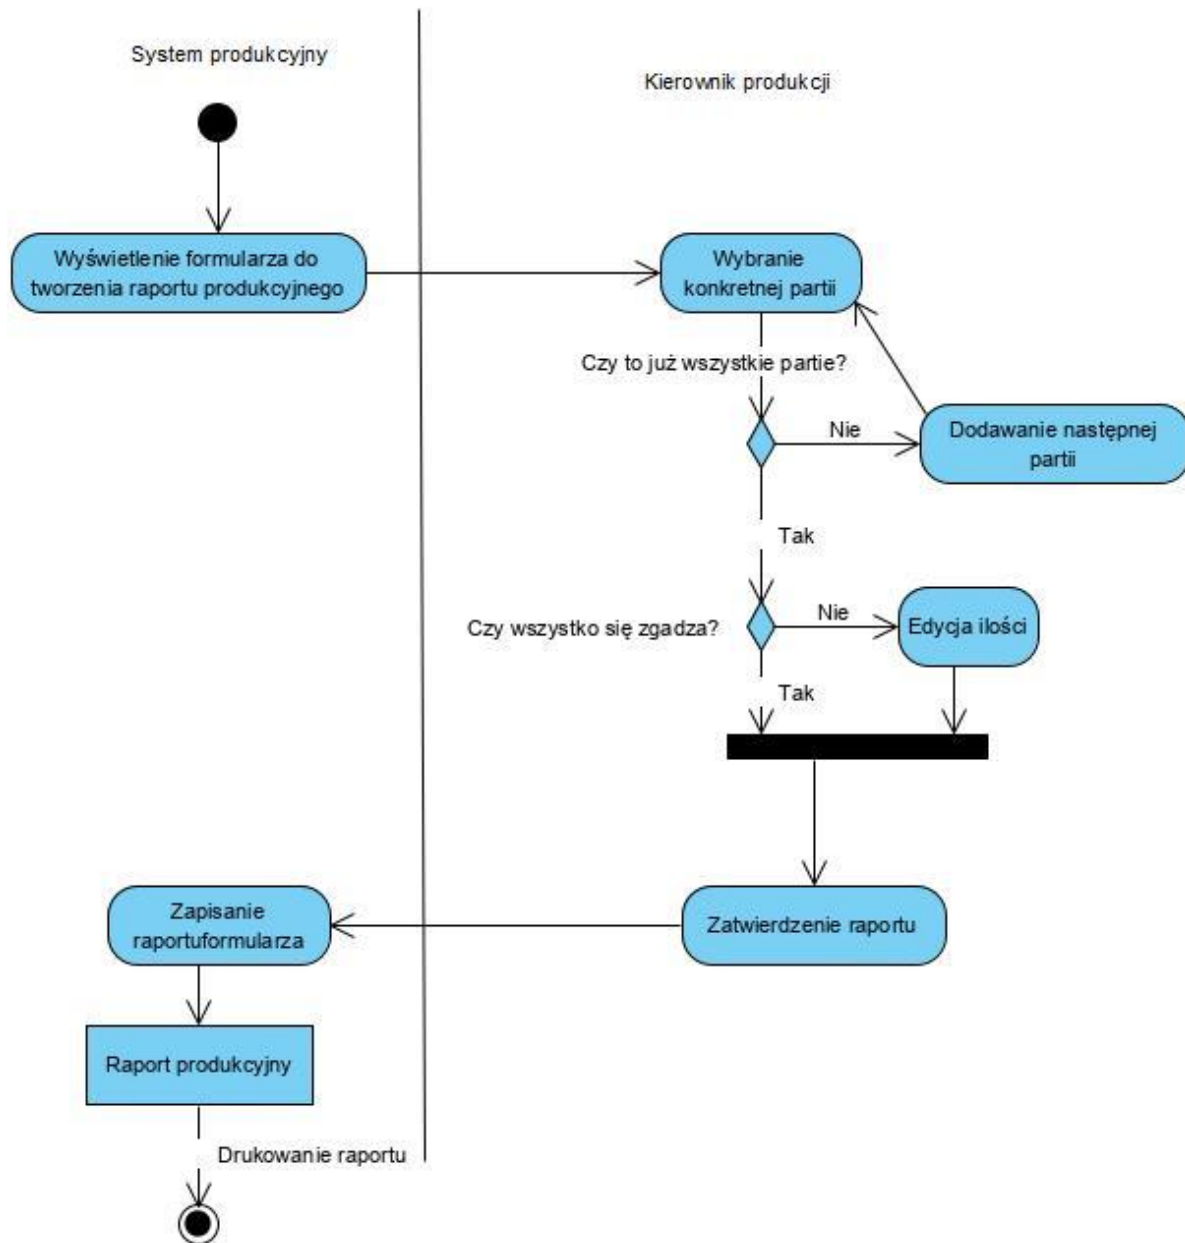 System produkcyjny
Kierownik produkcji
Wyświetlenie formularza do
tworzenia raportu produkcyjnego
Wybranie
konkretnej partii
Czy to już wszystkie partie?
Nie
Dodawanie następnej
partii
Tak
Czy wszystko się zgadza?
Nie
Edycja ilości
Tak
Zatwierdzenie raportu
Zapisanie
raportuformularza
Raport produkcyjny
Drukowanie raportu